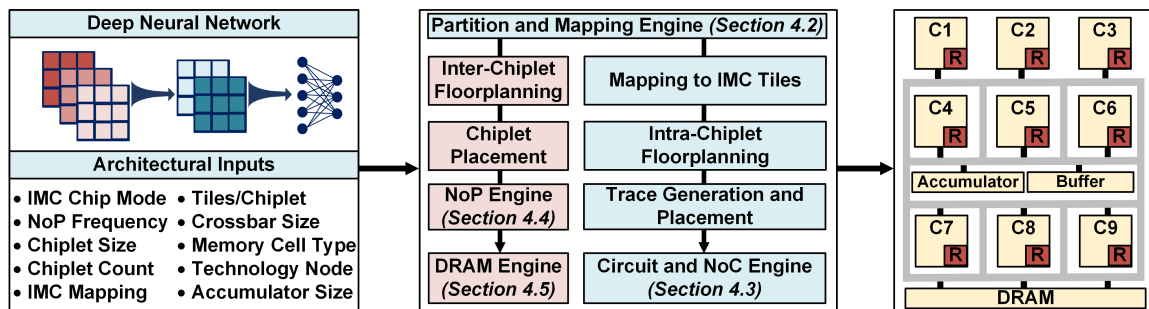 Deep Neural Network
Architectural Inputs
• IMC Chip Mode
• NoP Frequency
• Chiplet Size
• Chiplet Count
• IMC Mapping
• Tiles/Chiplet
• Crossbar Size
• Memory Cell Type
• Technology Node
• Accumulator Size
Partition and Mapping Engine (Section 4.2)
Inter-Chiplet
Floorplanning
Chiplet
Placement
NoP Engine
(Section 4.4)
DRAM Engine
(Section 4.5)
Mapping to IMC Tiles
Intra-Chiplet
Floorplanning
Trace Generation and
Placement
Circuit and NoC Engine
(Section 4.3)
C1
R
C2
R
C3
R
C4
R
C5
R
C6
R
Accumulator
Buffer
C7
R
C8
R
C9
R
DRAM